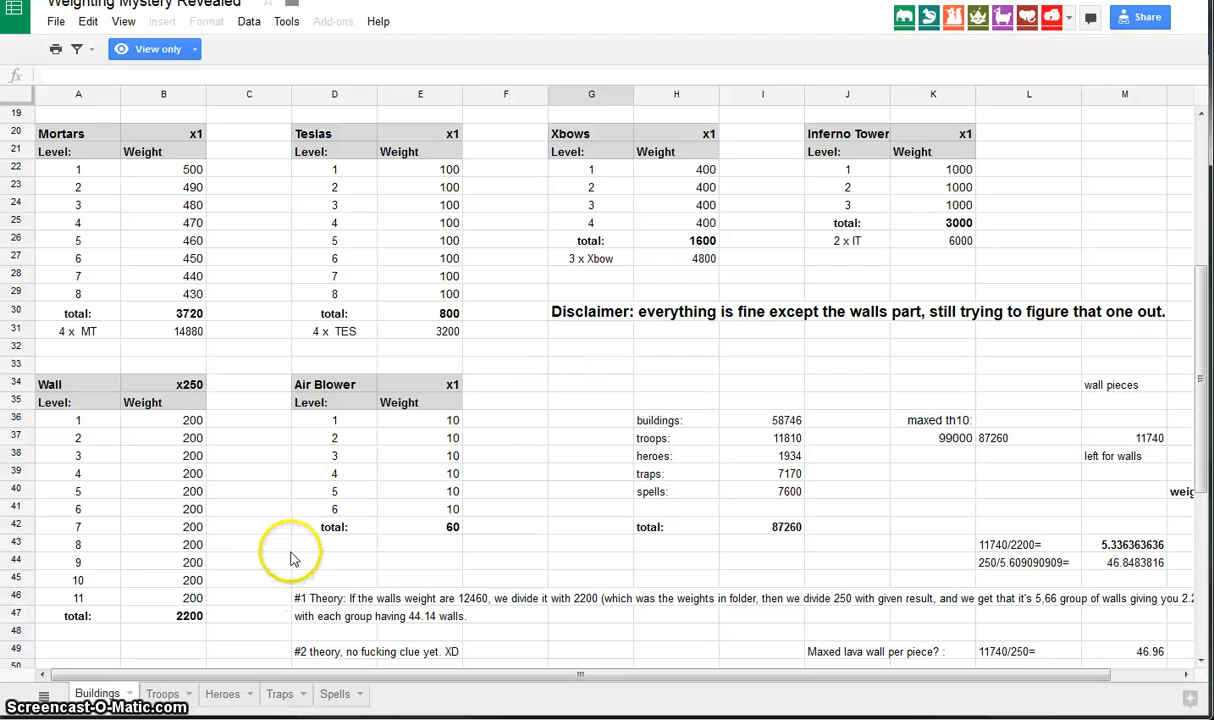 Weighting Mystery Revealed
File Edit View Insert Format Data Tools Add-ons Help
Share
View only
fx
A B C D E F G H I J K L M
19
20 Mortars x1 Teslas x1 Xbows x1 Inferno Tower x1
21 Level: Weight Level: Weight Level: Weight Level: Weight
22 1 500 1 100 1 400 1 1000
23 2 490 2 100 2 400 2 1000
24 3 480 3 100 3 400 3 1000
25 4 470 4 100 4 400 total: 3000
26 5 460 5 100 total: 1600 2 x IT 6000
27 6 450 6 100 3 x Xbow 4800
28 7 440 7 100
29 8 430 8 100
30 total: 3720 total: 800 Disclaimer: everything is fine except the walls part, still trying to figure that one out.
31 4 x MT 14880 4 x TES 3200
32
33
34 Wall x250 Air Blower x1 wall pieces
35 Level: Weight Level: Weight
36 1 200 1 10 buildings: 58746 maxed th10:
37 2 200 2 10 troops: 11810 99000 87260 11740
38 3 200 3 10 heroes: 1934 left for walls
39 4 200 4 10 traps: 7170
40 5 200 5 10 spells: 7600 weig
41 6 200 6 10
42 7 200 total: 60 total: 87260
43 8 200 11740/2200= 5.336363636
44 9 200 250/5.609090909= 46.8483816
45 10 200
46 11 200 #1 Theory: If the walls weight are 12460, we divide it with 2200 (which was the weights in folder, then we divide 250 with given result, and we get that it's 5,66 group of walls giving you 2.2
47 total: 2200 with each group having 44.14 walls.
48
49 #2 theory, no fucking clue yet. XD Maxed lava wall per piece? : 11740/250= 46.96
50
Buildings Troops Heroes Traps Spells
Screencast-O-Matic.com